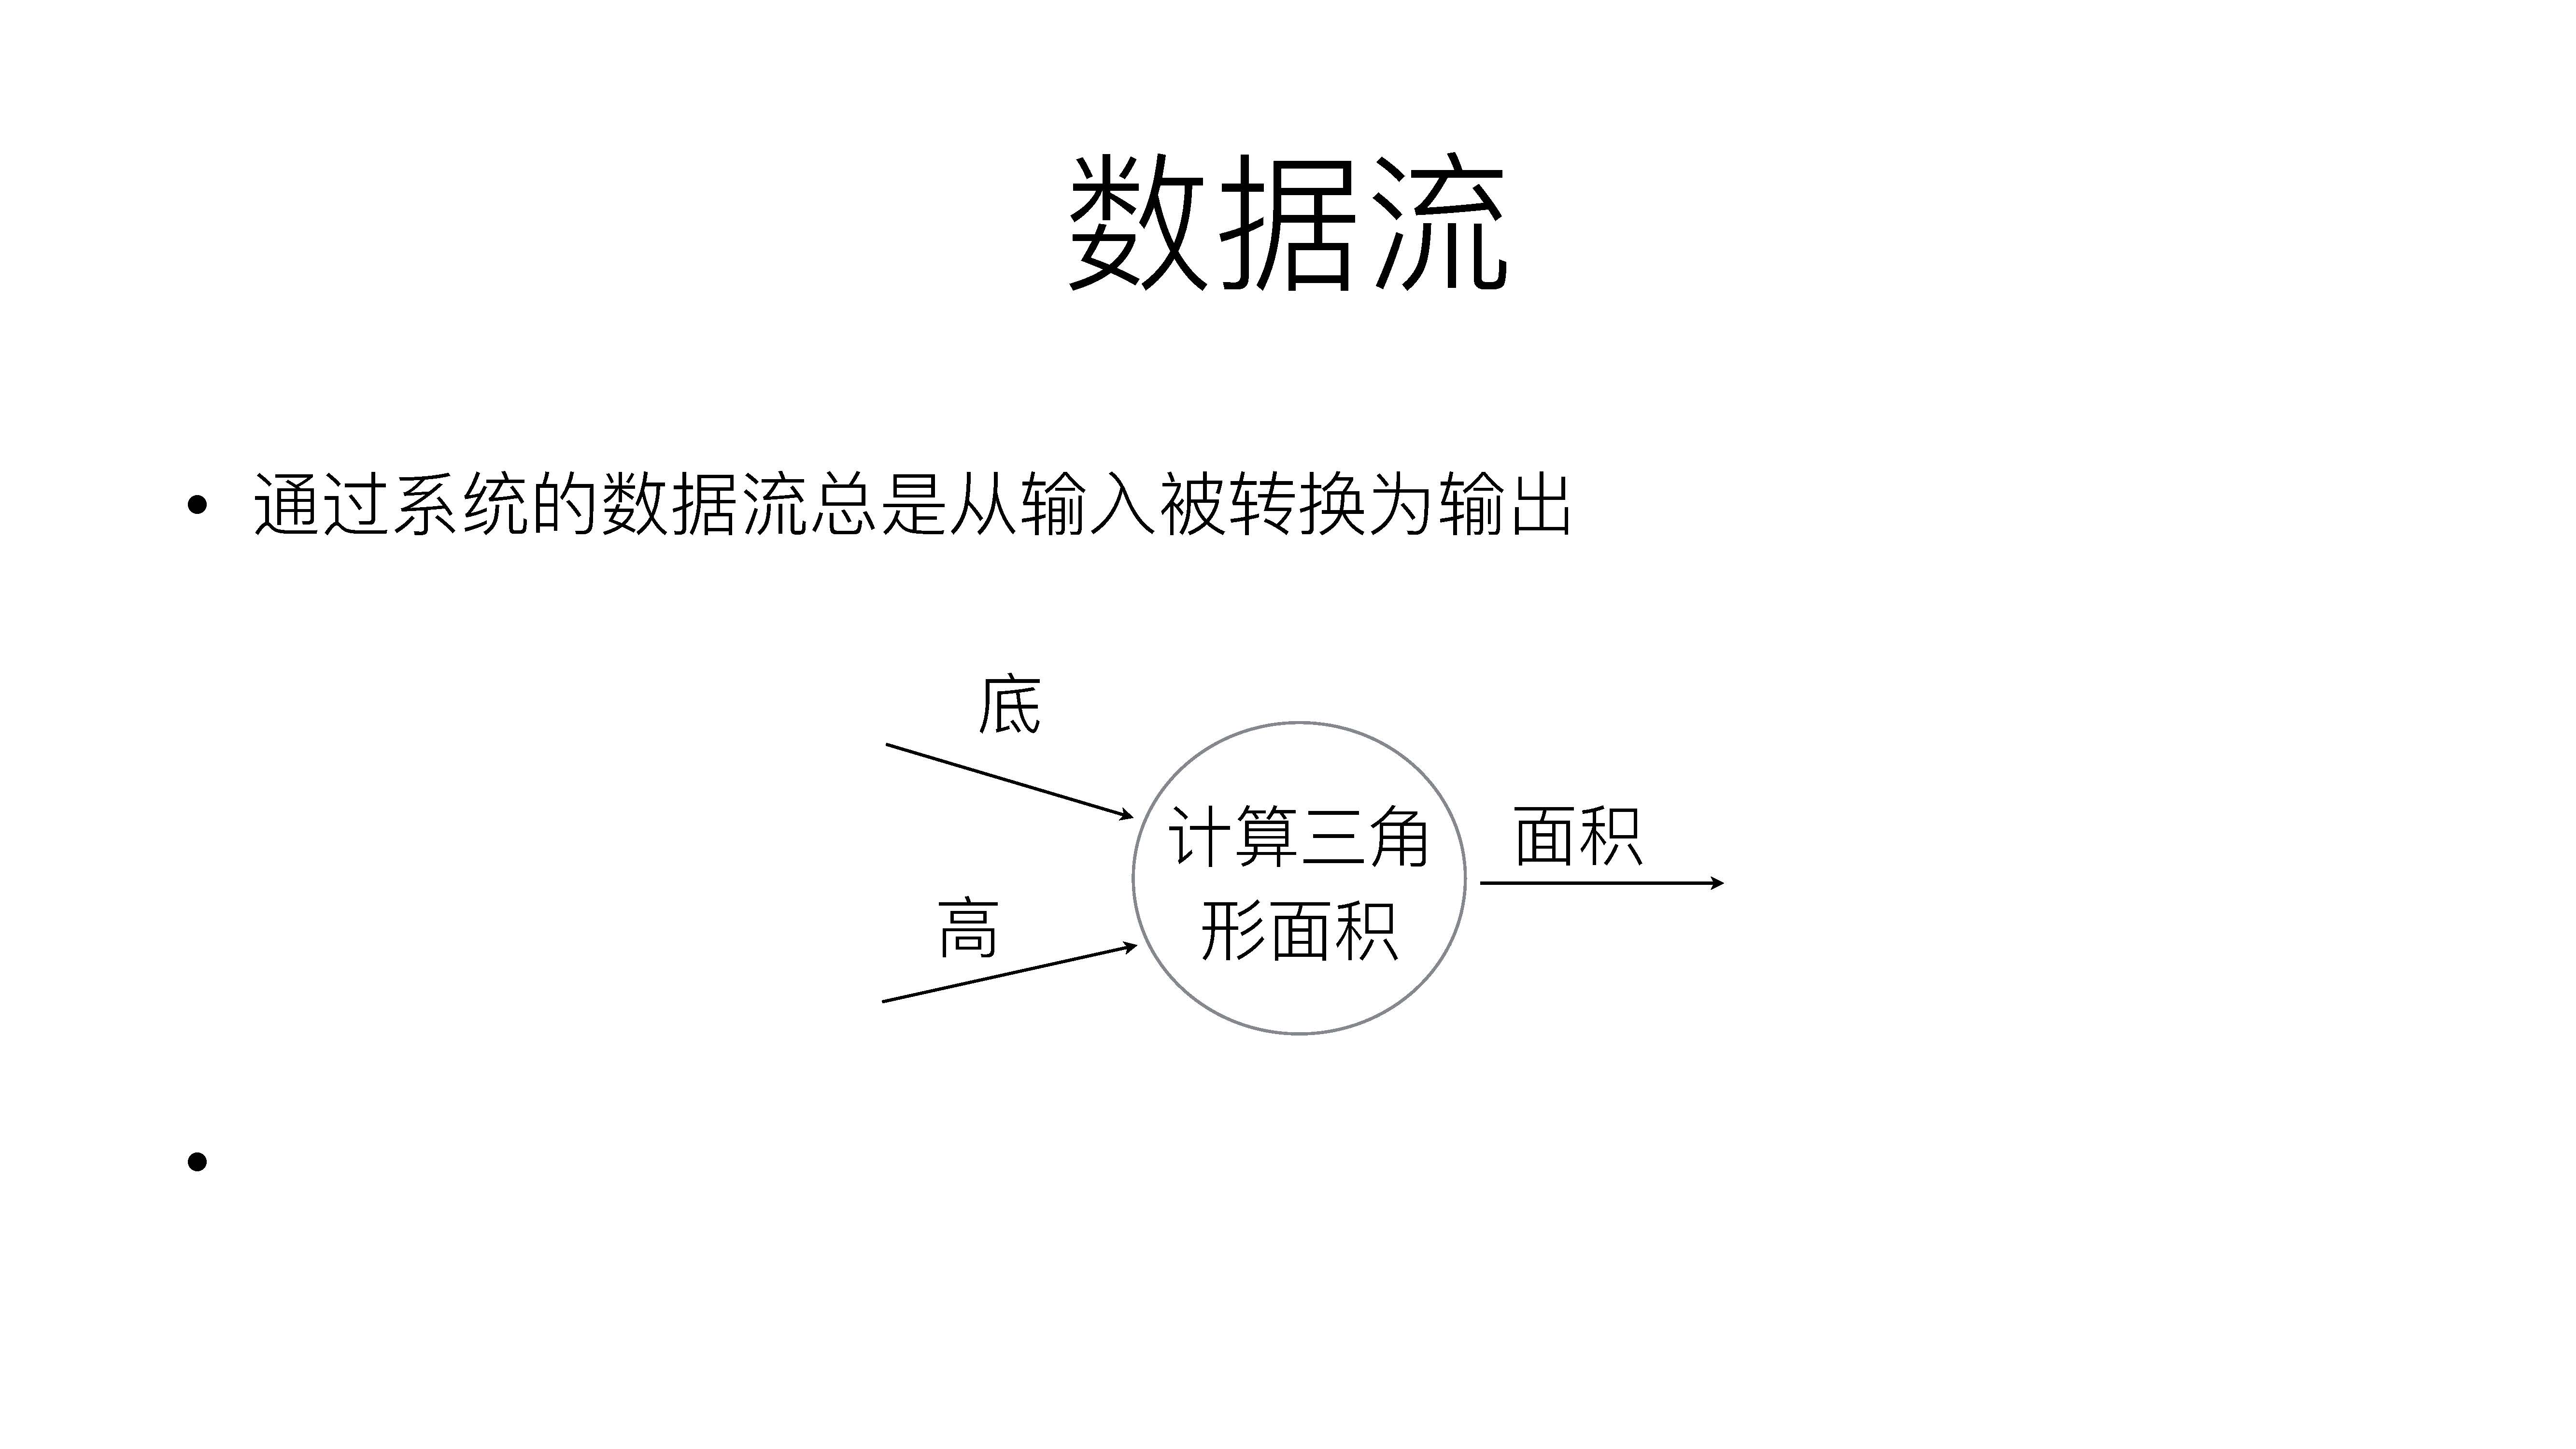 数据流
• 通过系统的数据流总是从输入被转换为输出
底
计算三角
形面积
面积
高
•